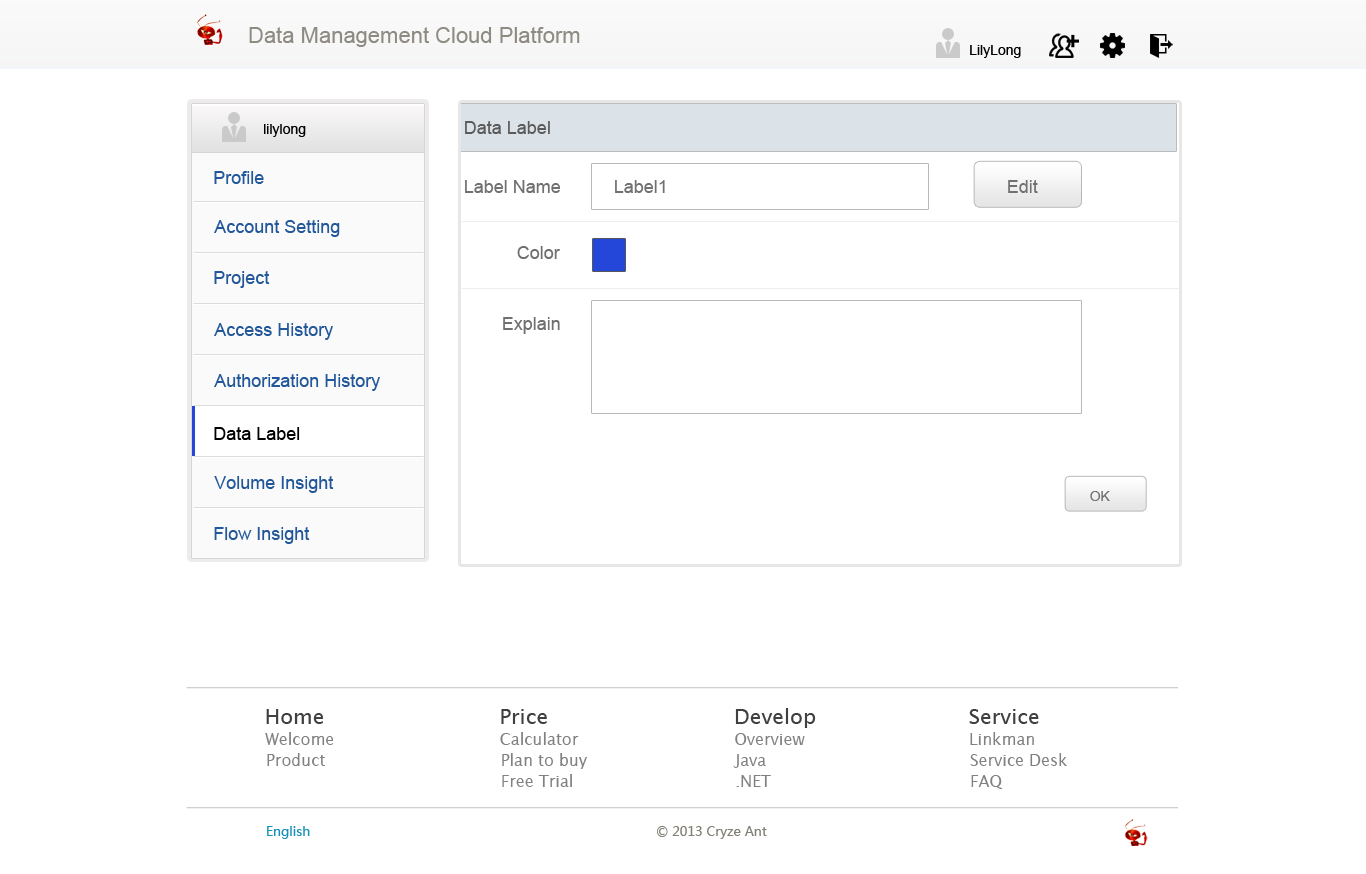 Data Management Cloud Platform
LilyLong
lilylong
Profile
Account Setting
Project
Access History
Authorization History
Data Label
Volume Insight
Flow Insight
Data Label
Label Name
Label1
Edit
Color
Explain
OK
Home
Welcome
Product
Price
Calculator
Plan to buy
Free Trial
Develop
Overview
Java
.NET
Service
Linkman
Service Desk
FAQ
English
© 2013 Cryze Ant